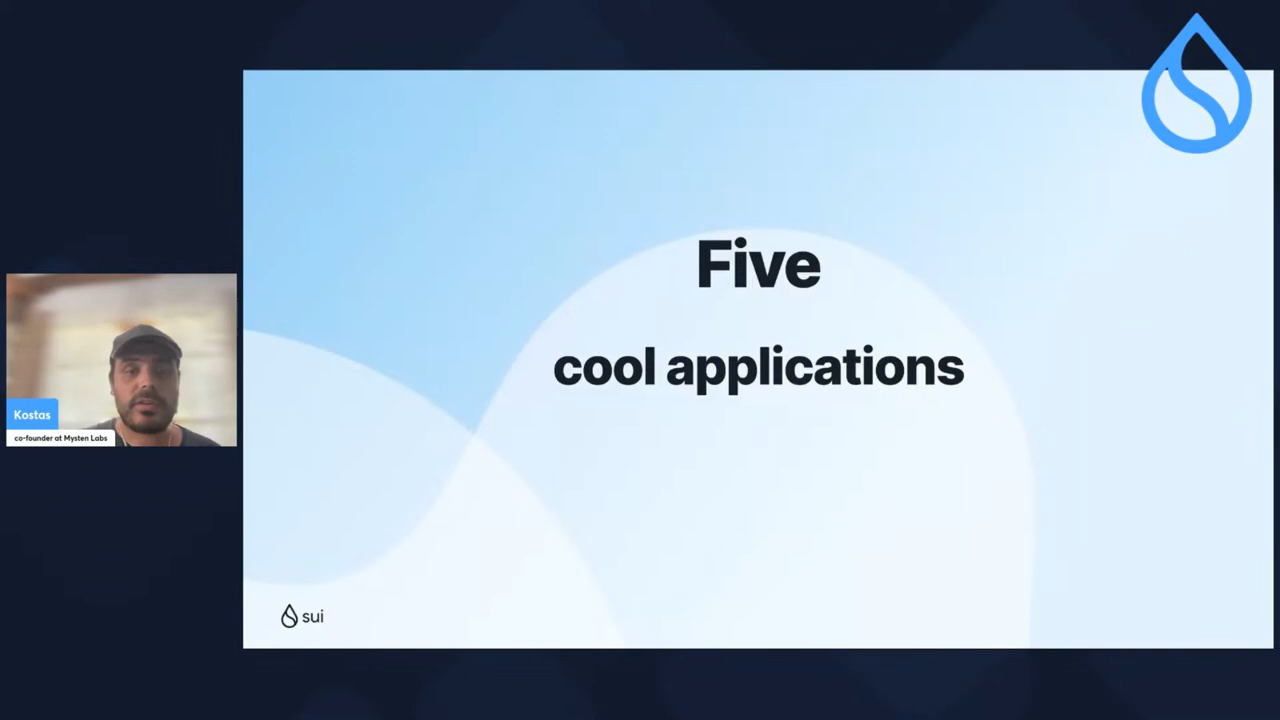 Five
cool applications
Kostas
co-founder at Mysten Labs
sui